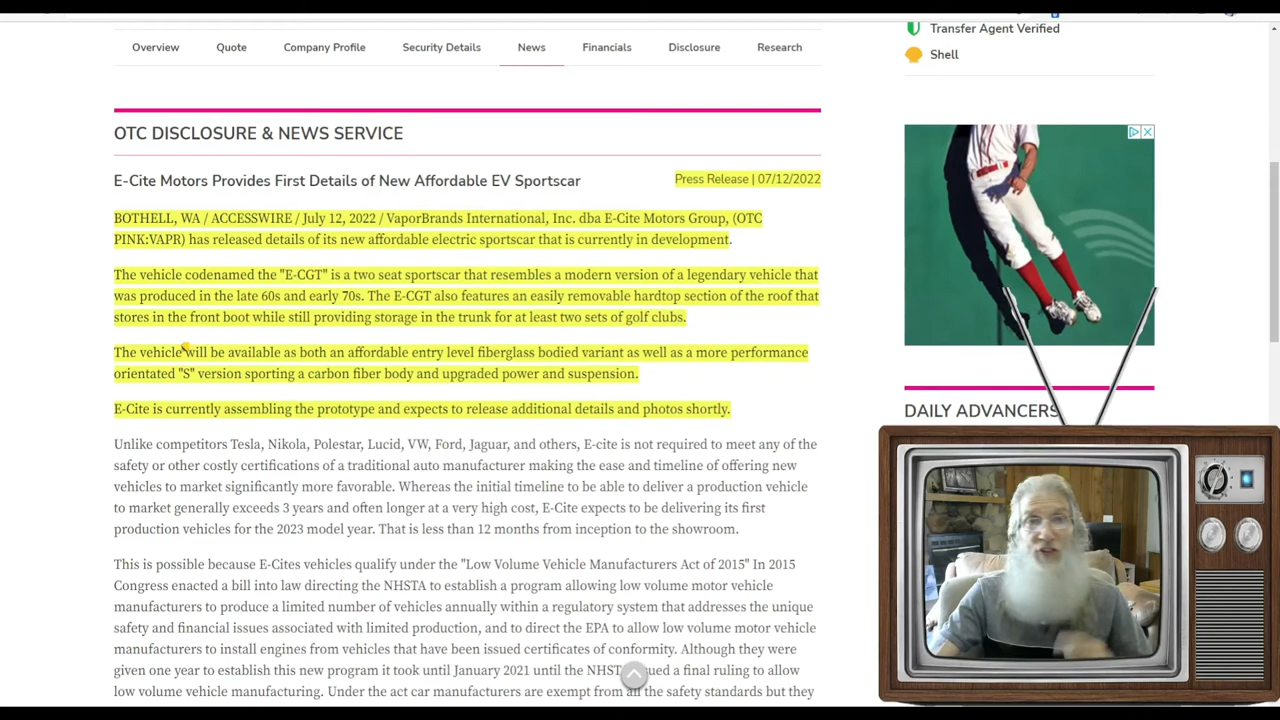 Transfer Agent Verified
Shell
Overview Quote Company Profile Security Details News Financials Disclosure Research
OTC DISCLOSURE & NEWS SERVICE
E-Cite Motors Provides First Details of New Affordable EV Sportscar
Press Release | 07/12/2022
BOTHELL, WA / ACCESSWIRE / July 12, 2022 / VaporBrands International, Inc. dba E-Cite Motors Group, (OTC
PINK:VAPR) has released details of its new affordable electric sportscar that is currently in development.
The vehicle codenamed the "E-CGT" is a two seat sportscar that resembles a modern version of a legendary vehicle that
was produced in the late 60s and early 70s. The E-CGT also features an easily removable hardtop section of the roof that
stores in the front boot while still providing storage in the trunk for at least two sets of golf clubs.
The vehicle will be available as both an affordable entry level fiberglass bodied variant as well as a more performance
orientated "S" version sporting a carbon fiber body and upgraded power and suspension.
E-Cite is currently assembling the prototype and expects to release additional details and photos shortly.
Unlike competitors Tesla, Nikola, Polestar, Lucid, VW, Ford, Jaguar, and others, E-cite is not required to meet any of the
safety or other costly certifications of a traditional auto manufacturer making the ease and timeline of offering new
vehicles to market significantly more favorable. Whereas the initial timeline to be able to deliver a production vehicle
to market generally exceeds 3 years and often longer at a very high cost, E-Cite expects to be delivering its first
production vehicles for the 2023 model year. That is less than 12 months from inception to the showroom.
This is possible because E-Cites vehicles qualify under the "Low Volume Vehicle Manufacturers Act of 2015" In 2015
Congress enacted a bill into law directing the NHSTA to establish a program allowing low volume motor vehicle
manufacturers to produce a limited number of vehicles annually within a regulatory system that addresses the unique
safety and financial issues associated with limited production, and to direct the EPA to allow low volume motor vehicle
manufacturers to install engines from vehicles that have been issued certificates of conformity. Although they were
given one year to establish this new program it took until January 2021 until the a final ruling to allow
low volume vehicle manufacturing. Under the act car manufacturers are exempt from all the safety standards but they
DAILY ADVANCERS